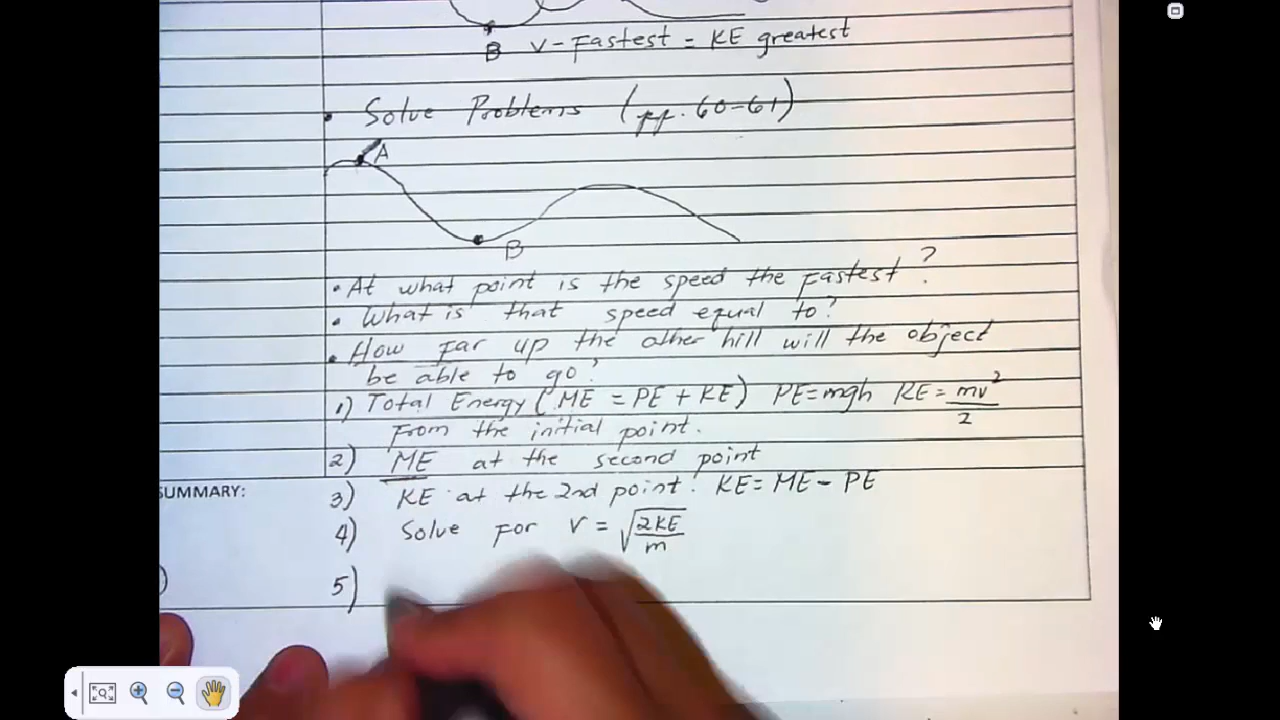 B V-Fastest = KE greatest
• Solve Problems (pp. 60-61)
A
B
• At what point is the speed the fastest?
• What is that speed equal to?
• How far up the other hill will the object
be able to go?
1) Total Energy (ME = PE + KE) PE=mgh KE = mv²/2
from the initial point.
2) ME at the second point
SUMMARY:
3) KE at the 2nd point. KE= ME - PE
4) Solve for V = √(2KE/m)
5)